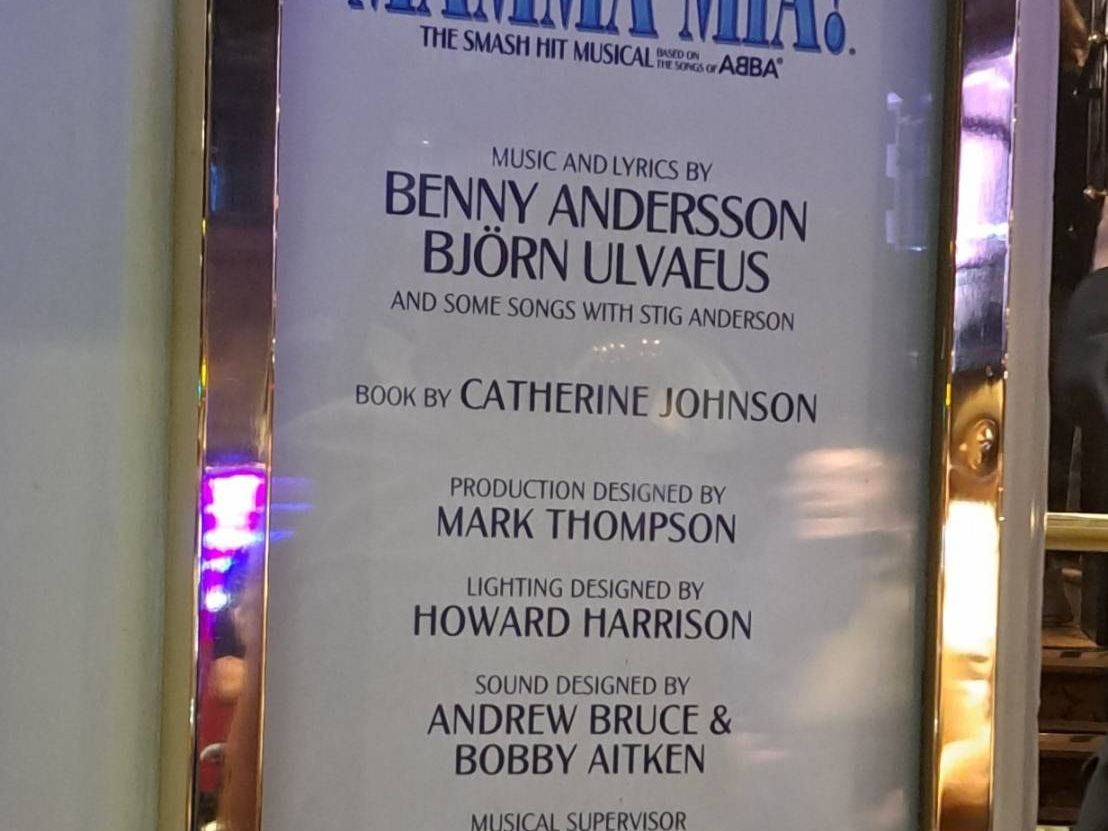 MAMMA MIA!
THE SMASH HIT MUSICAL BASED ON THE SONGS OF ABBA®
MUSIC AND LYRICS BY
BENNY ANDERSSON
BJÖRN ULVAEUS
AND SOME SONGS WITH STIG ANDERSON
BOOK BY CATHERINE JOHNSON
PRODUCTION DESIGNED BY
MARK THOMPSON
LIGHTING DESIGNED BY
HOWARD HARRISON
SOUND DESIGNED BY
ANDREW BRUCE &
BOBBY AITKEN
MUSICAL SUPERVISOR